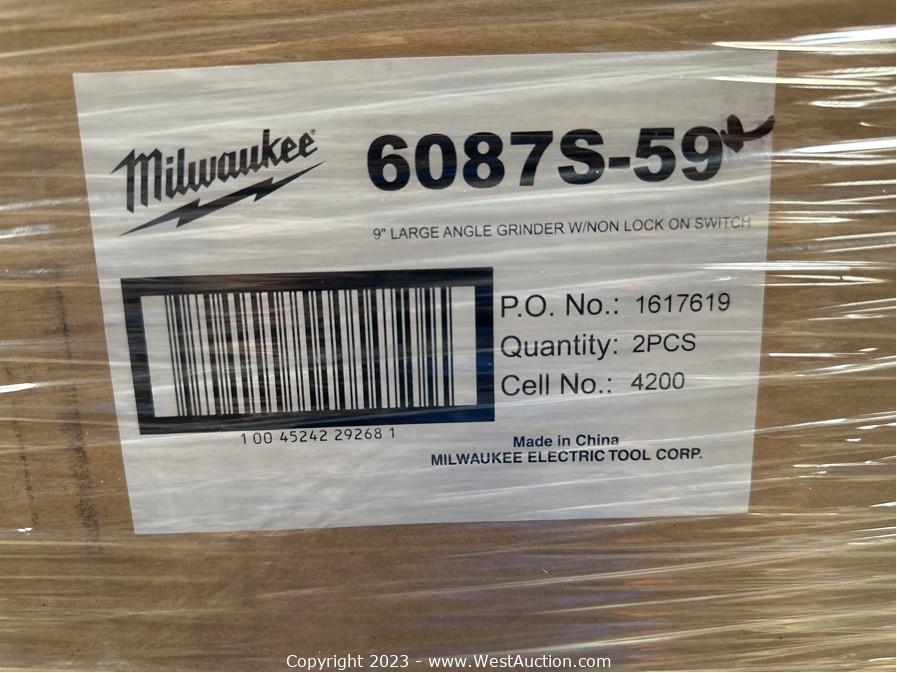 Milwaukee
6087S-59
9" LARGE ANGLE GRINDER W/NON LOCK ON SWITCH
P.O. No.: 1617619
Quantity: 2PCS
Cell No.: 4200
1 00 45242 29268 1
Made in China
MILWAUKEE ELECTRIC TOOL CORP.
Copyright 2023 - www.WestAuction.com